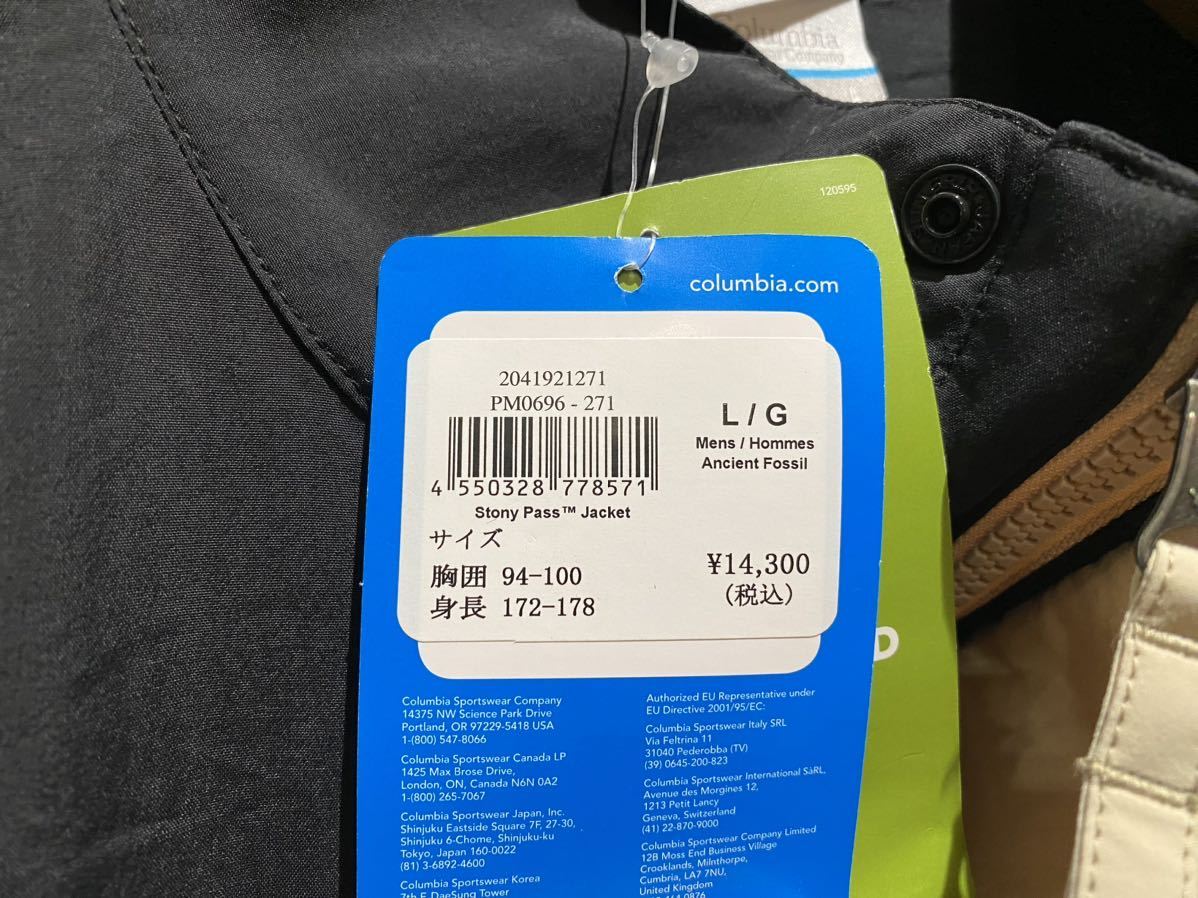 Columbia
120595
columbia.com
2041921271
PM0696 - 271
4 550328 778571
Stony Pass™ Jacket
L / G
Mens / Hommes
Ancient Fossil
サイズ
胸囲 94-100
身長 172-178
¥14,300
(税込)
D
Columbia Sportswear Company
14375 NW Science Park Drive
Portland, OR 97229-5418 USA
1-(800) 547-8066
Columbia Sportswear Canada LP
1425 Max Brose Drive,
London, ON, Canada N6N 0A2
1-(800) 265-7067
Columbia Sportswear Japan, Inc.
Shinjuku Eastside Square 7F, 27-30,
Shinjuku 6-Chome, Shinjuku-ku
Tokyo, Japan 160-0022
(81) 3-6892-4600
Columbia Sportswear Korea
7th F. DaeSung Tower
Authorized EU Representative under
EU Directive 2001/95/EC:
Columbia Sportswear Italy SRL
Via Feltrina 11
31040 Pederobba (TV)
(39) 0645-200-823
Columbia Sportswear International SàRL,
Avenue des Morgines 12,
1213 Petit Lancy
Geneva, Switzerland
(41) 22-870-9000
Columbia Sportswear Company Limited
12B Moss End Business Village
Crooklands, Milnthorpe,
Cumbria, LA7 7NU,
United Kingdom